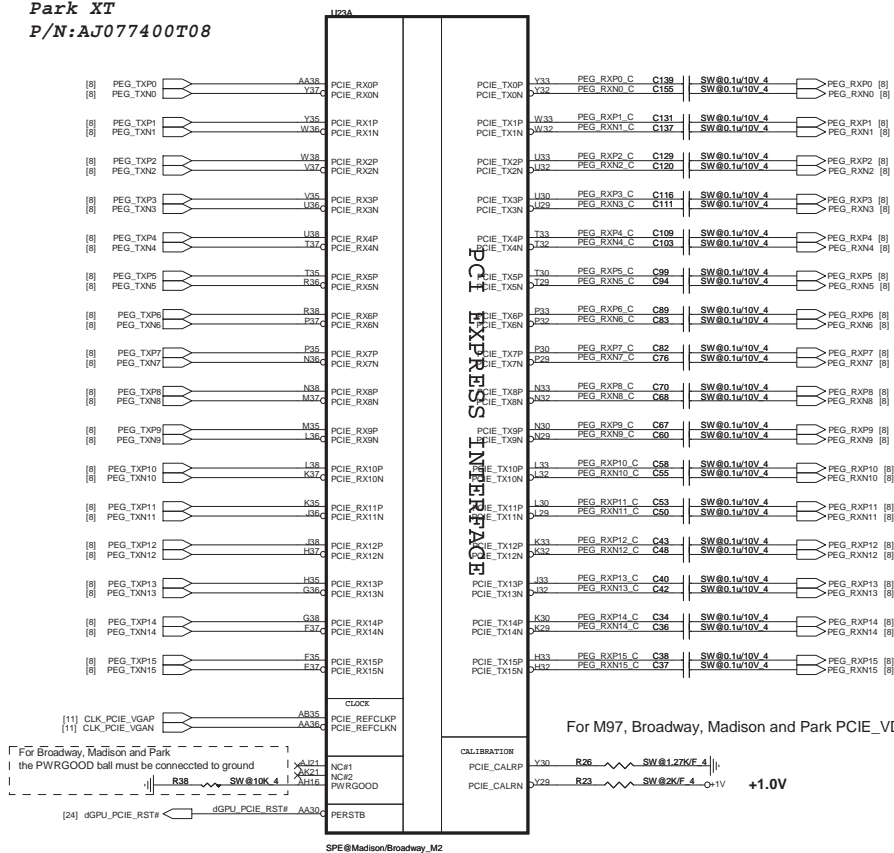 Park XT
P/N:AJ077400T08
U23A
[8] PEG_TXP0 AA38 PCIE_RX0P PCIE_TX0P Y33 PEG_RXP0_C C139 SW@0.1u/10V_4 PEG_RXP0 [8]
[8] PEG_TXN0 Y37 PCIE_RX0N PCIE_TX0N Y32 PEG_RXN0_C C155 SW@0.1u/10V_4 PEG_RXN0 [8]
[8] PEG_TXP1 Y35 PCIE_RX1P PCIE_TX1P W33 PEG_RXP1_C C131 SW@0.1u/10V_4 PEG_RXP1 [8]
[8] PEG_TXN1 W36 PCIE_RX1N PCIE_TX1N W32 PEG_RXN1_C C137 SW@0.1u/10V_4 PEG_RXN1 [8]
[8] PEG_TXP2 W38 PCIE_RX2P PCIE_TX2P U33 PEG_RXP2_C C129 SW@0.1u/10V_4 PEG_RXP2 [8]
[8] PEG_TXN2 V37 PCIE_RX2N PCIE_TX2N U32 PEG_RXN2_C C120 SW@0.1u/10V_4 PEG_RXN2 [8]
[8] PEG_TXP3 V35 PCIE_RX3P PCIE_TX3P U30 PEG_RXP3_C C116 SW@0.1u/10V_4 PEG_RXP3 [8]
[8] PEG_TXN3 U36 PCIE_RX3N PCIE_TX3N U29 PEG_RXN3_C C111 SW@0.1u/10V_4 PEG_RXN3 [8]
[8] PEG_TXP4 U38 PCIE_RX4P PCIE_TX4P T33 PEG_RXP4_C C109 SW@0.1u/10V_4 PEG_RXP4 [8]
[8] PEG_TXN4 T37 PCIE_RX4N PCIE_TX4N T32 PEG_RXN4_C C103 SW@0.1u/10V_4 PEG_RXN4 [8]
[8] PEG_TXP5 T35 PCIE_RX5P PCIE_TX5P T30 PEG_RXP5_C C99 SW@0.1u/10V_4 PEG_RXP5 [8]
[8] PEG_TXN5 R36 PCIE_RX5N PCIE_TX5N T29 PEG_RXN5_C C94 SW@0.1u/10V_4 PEG_RXN5 [8]
[8] PEG_TXP6 R38 PCIE_RX6P PCIE_TX6P P33 PEG_RXP6_C C89 SW@0.1u/10V_4 PEG_RXP6 [8]
[8] PEG_TXN6 P37 PCIE_RX6N PCIE_TX6N P32 PEG_RXN6_C C83 SW@0.1u/10V_4 PEG_RXN6 [8]
[8] PEG_TXP7 P35 PCIE_RX7P PCIE_TX7P P30 PEG_RXP7_C C82 SW@0.1u/10V_4 PEG_RXP7 [8]
[8] PEG_TXN7 N36 PCIE_RX7N PCIE_TX7N P29 PEG_RXN7_C C76 SW@0.1u/10V_4 PEG_RXN7 [8]
[8] PEG_TXP8 N38 PCIE_RX8P PCIE_TX8P N33 PEG_RXP8_C C70 SW@0.1u/10V_4 PEG_RXP8 [8]
[8] PEG_TXN8 M37 PCIE_RX8N PCIE_TX8N N32 PEG_RXN8_C C68 SW@0.1u/10V_4 PEG_RXN8 [8]
[8] PEG_TXP9 M35 PCIE_RX9P PCIE_TX9P N30 PEG_RXP9_C C67 SW@0.1u/10V_4 PEG_RXP9 [8]
[8] PEG_TXN9 L36 PCIE_RX9N PCIE_TX9N N29 PEG_RXN9_C C60 SW@0.1u/10V_4 PEG_RXN9 [8]
[8] PEG_TXP10 L38 PCIE_RX10P PCIE_TX10P L33 PEG_RXP10_C C58 SW@0.1u/10V_4 PEG_RXP10 [8]
[8] PEG_TXN10 K37 PCIE_RX10N PCIE_TX10N L32 PEG_RXN10_C C55 SW@0.1u/10V_4 PEG_RXN10 [8]
[8] PEG_TXP11 K35 PCIE_RX11P PCIE_TX11P L30 PEG_RXP11_C C53 SW@0.1u/10V_4 PEG_RXP11 [8]
[8] PEG_TXN11 J36 PCIE_RX11N PCIE_TX11N L29 PEG_RXN11_C C50 SW@0.1u/10V_4 PEG_RXN11 [8]
[8] PEG_TXP12 J38 PCIE_RX12P PCIE_TX12P K33 PEG_RXP12_C C43 SW@0.1u/10V_4 PEG_RXP12 [8]
[8] PEG_TXN12 H37 PCIE_RX12N PCIE_TX12N K32 PEG_RXN12_C C48 SW@0.1u/10V_4 PEG_RXN12 [8]
[8] PEG_TXP13 H35 PCIE_RX13P PCIE_TX13P J33 PEG_RXP13_C C40 SW@0.1u/10V_4 PEG_RXP13 [8]
[8] PEG_TXN13 G36 PCIE_RX13N PCIE_TX13N J32 PEG_RXN13_C C42 SW@0.1u/10V_4 PEG_RXN13 [8]
[8] PEG_TXP14 G38 PCIE_RX14P PCIE_TX14P K30 PEG_RXP14_C C34 SW@0.1u/10V_4 PEG_RXP14 [8]
[8] PEG_TXN14 F37 PCIE_RX14N PCIE_TX14N K29 PEG_RXN14_C C36 SW@0.1u/10V_4 PEG_RXN14 [8]
[8] PEG_TXP15 F35 PCIE_RX15P PCIE_TX15P H33 PEG_RXP15_C C38 SW@0.1u/10V_4 PEG_RXP15 [8]
[8] PEG_TXN15 E37 PCIE_RX15N PCIE_TX15N H32 PEG_RXN15_C C37 SW@0.1u/10V_4 PEG_RXN15 [8]
PCI EXPRESS INTERFACE
CLOCK
[11] CLK_PCIE_VGAP AB35 PCIE_REFCLKP
[11] CLK_PCIE_VGAN AA36 PCIE_REFCLKN
For M97, Broadway, Madison and Park PCIE_VD
For Broadway, Madison and Park
the PWRGOOD ball must be conneccted to ground
R38 SW@10K_4
AJ21 NC#1
AK21 NC#2
AH16 PWRGOOD
CALIBRATION
PCIE_CALRP Y30 R26 SW@1.27K/F_4
PCIE_CALRN Y29 R23 SW@2K/F_4 +1V +1.0V
[24] dGPU_PCIE_RST# dGPU_PCIE_RST# AA30 PERSTB
SPE@Madison/Broadway_M2